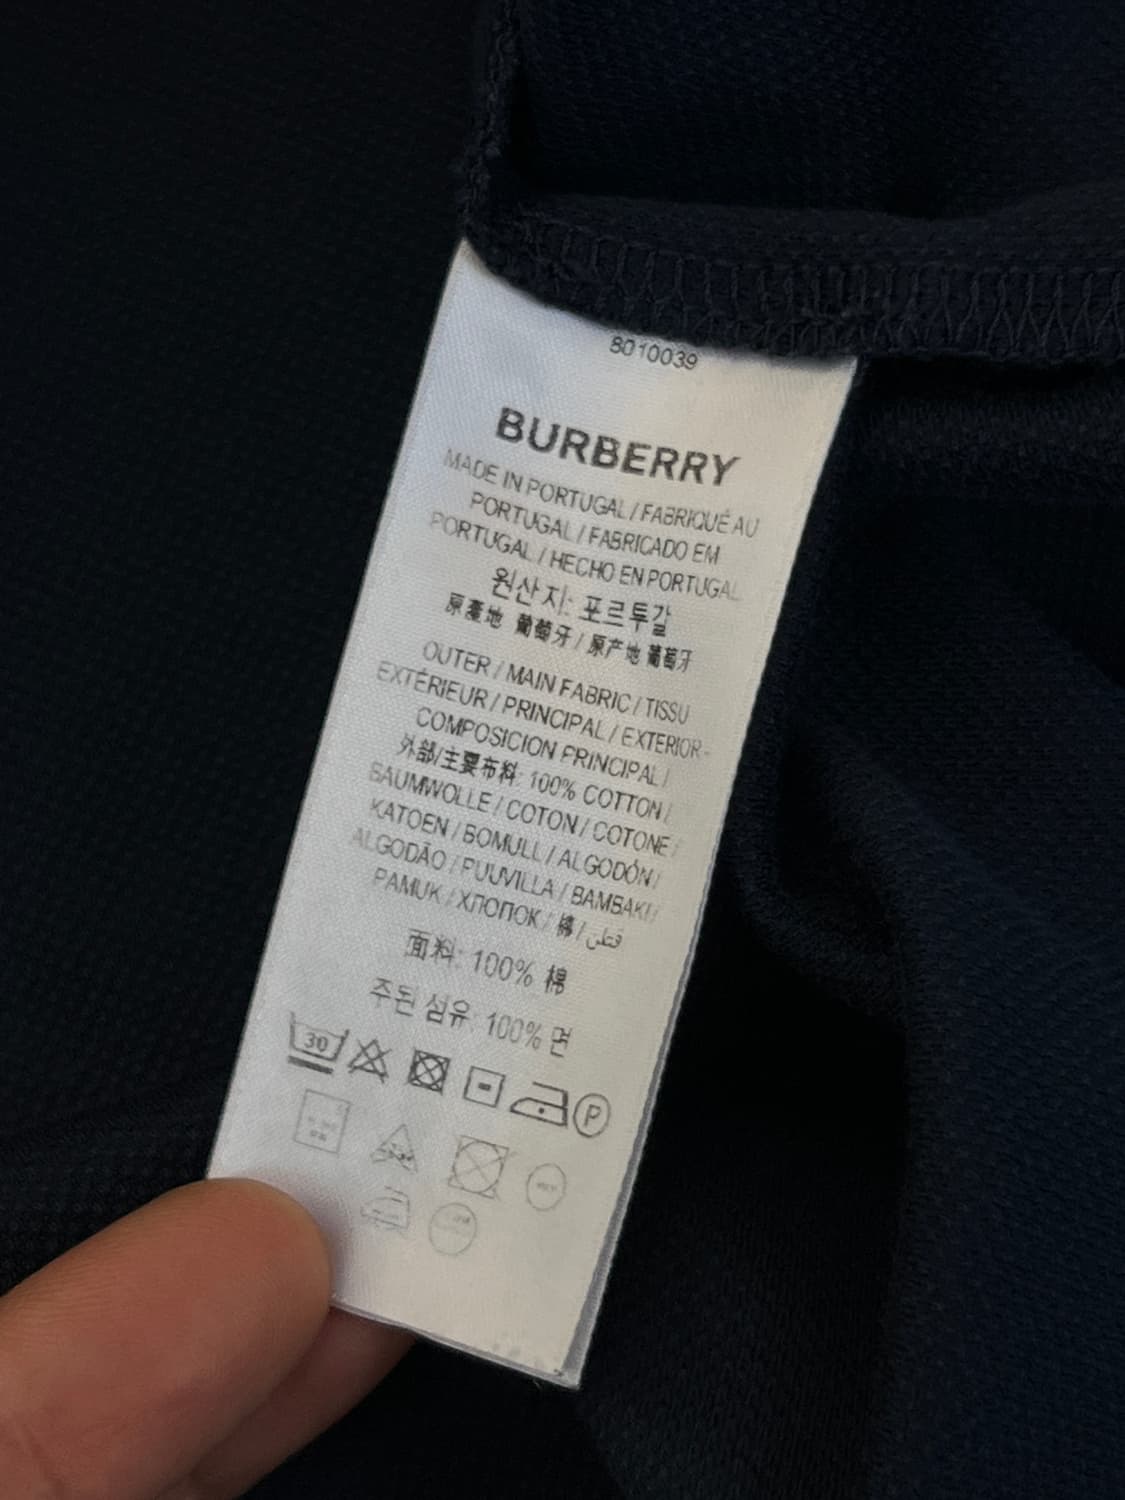 8010039
BURBERRY
MADE IN PORTUGAL / FABRIQUÉ AU
PORTUGAL / FABRICADO EM
PORTUGAL / HECHO EN PORTUGAL
원산지: 포르투갈
原產地 葡萄牙 / 原产地 葡萄牙
OUTER / MAIN FABRIC / TISSU
EXTÉRIEUR / PRINCIPAL / EXTERIOR-
COMPOSICION PRINCIPAL /
外部/主要布料: 100% COTTON /
BAUMWOLLE / COTON / COTONE /
KATOEN / BOMULL / ALGODÓN /
ALGODÃO / PUUVILLA / BAMBAKI /
PAMUK / ХЛОПОК / 棉 / قطن
面料: 100% 棉
주된 섬유: 100% 면
30
P